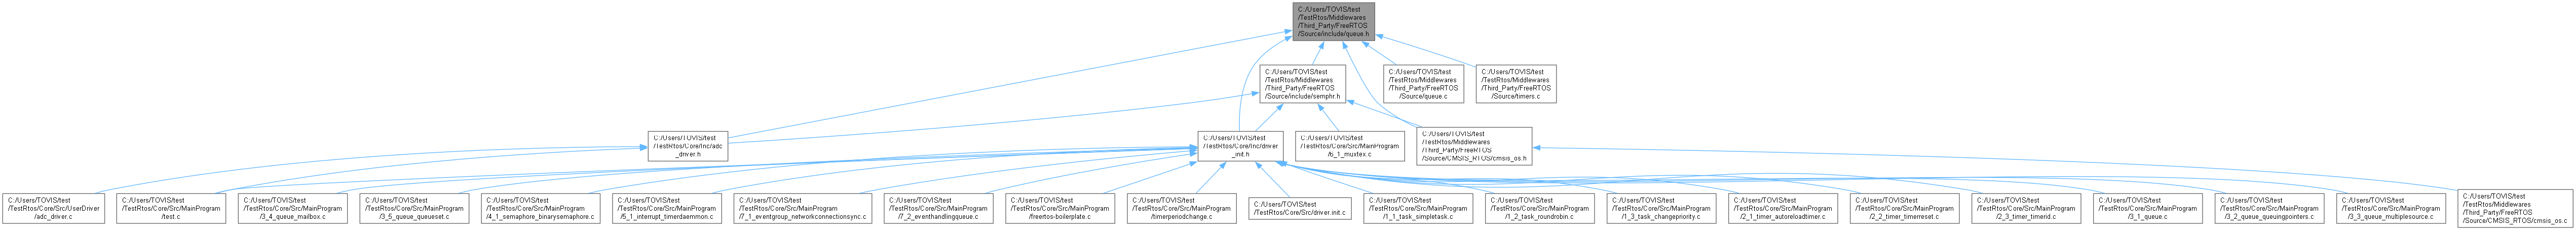 C:/Users/TOVIS/test
/TestRtos/Middlewares
/Third_Party/FreeRTOS
/Source/include/queue.h
C:/Users/TOVIS/test
/TestRtos/Middlewares
/Third_Party/FreeRTOS
/Source/include/semphr.h
C:/Users/TOVIS/test
/TestRtos/Middlewares
/Third_Party/FreeRTOS
/Source/queue.c
C:/Users/TOVIS/test
/TestRtos/Middlewares
/Third_Party/FreeRTOS
/Source/timers.c
C:/Users/TOVIS/test
/TestRtos/Core/Inc/adc
_driver.h
C:/Users/TOVIS/test
/TestRtos/Core/Inc/driver
_init.h
C:/Users/TOVIS/test
/TestRtos/Core/Src/MainProgram
/6_1_muxtex.c
C:/Users/TOVIS/test
/TestRtos/Middlewares
/Third_Party/FreeRTOS
/Source/CMSIS_RTOS/cmsis_os.h
C:/Users/TOVIS/test
/TestRtos/Core/Src/UserDriver
/adc_driver.c
C:/Users/TOVIS/test
/TestRtos/Core/Src/MainProgram
/test.c
C:/Users/TOVIS/test
/TestRtos/Core/Src/MainProgram
/3_4_queue_mailbox.c
C:/Users/TOVIS/test
/TestRtos/Core/Src/MainProgram
/3_5_queue_queueset.c
C:/Users/TOVIS/test
/TestRtos/Core/Src/MainProgram
/4_1_semaphore_binarysemaphore.c
C:/Users/TOVIS/test
/TestRtos/Core/Src/MainProgram
/5_1_interrupt_timerdaemmon.c
C:/Users/TOVIS/test
/TestRtos/Core/Src/MainProgram
/7_1_eventgroup_networkconnectionsync.c
C:/Users/TOVIS/test
/TestRtos/Core/Src/MainProgram
/7_2_eventhandlingqueue.c
C:/Users/TOVIS/test
/TestRtos/Core/Src/MainProgram
/freertos-boilerplate.c
C:/Users/TOVIS/test
/TestRtos/Core/Src/MainProgram
/timerperiodchange.c
C:/Users/TOVIS/test
/TestRtos/Core/Src/driver.init.c
C:/Users/TOVIS/test
/TestRtos/Core/Src/MainProgram
/1_1_task_simpletask.c
C:/Users/TOVIS/test
/TestRtos/Core/Src/MainProgram
/1_2_task_roundrobin.c
C:/Users/TOVIS/test
/TestRtos/Core/Src/MainProgram
/1_3_task_changepriority.c
C:/Users/TOVIS/test
/TestRtos/Core/Src/MainProgram
/2_1_timer_autoreloadtimer.c
C:/Users/TOVIS/test
/TestRtos/Core/Src/MainProgram
/2_2_timer_timerreset.c
C:/Users/TOVIS/test
/TestRtos/Core/Src/MainProgram
/2_3_timer_timerid.c
C:/Users/TOVIS/test
/TestRtos/Core/Src/MainProgram
/3_1_queue.c
C:/Users/TOVIS/test
/TestRtos/Core/Src/MainProgram
/3_2_queue_queuingpointers.c
C:/Users/TOVIS/test
/TestRtos/Core/Src/MainProgram
/3_3_queue_multiplesource.c
C:/Users/TOVIS/test
/TestRtos/Middlewares
/Third_Party/FreeRTOS
/Source/CMSIS_RTOS/cmsis_os.c